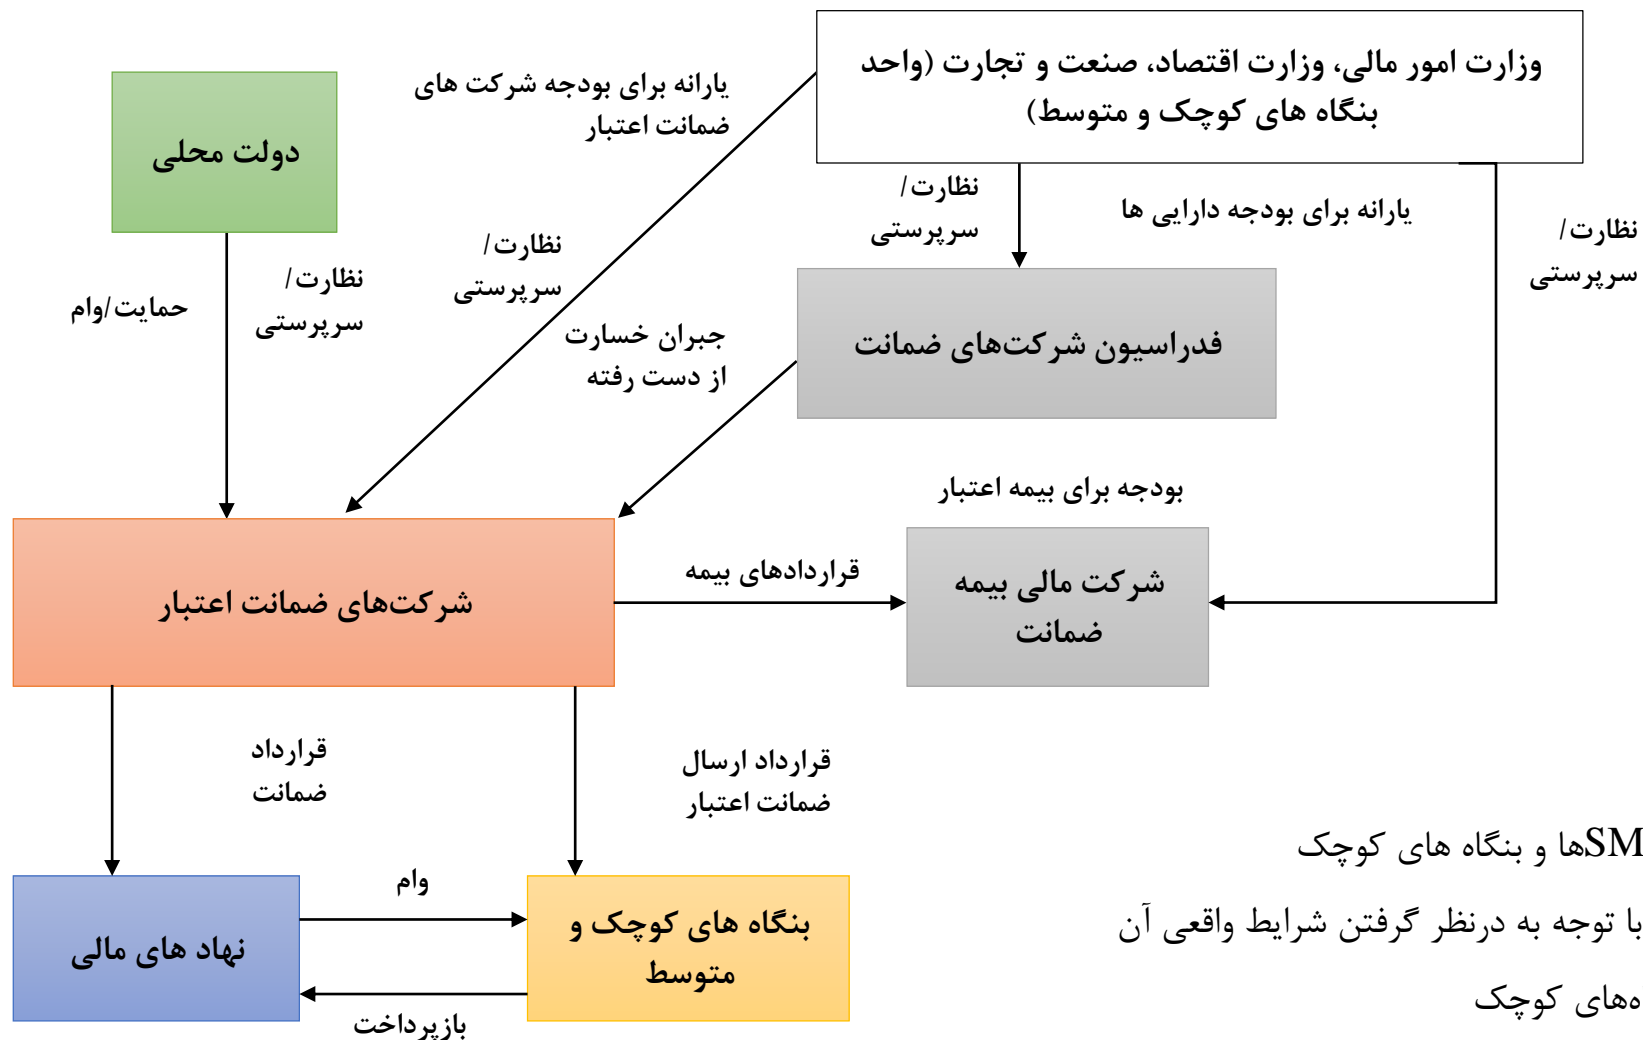 وزارت امور مالی، وزارت اقتصاد، صنعت و تجارت (واحد
بنگاه های کوچک و متوسط)
یارانه برای بودجه شرکت های
ضمانت اعتبار
دولت محلی
نظارت/
سرپرستی
یارانه برای بودجه دارایی ها
نظارت/
سرپرستی
نظارت/
سرپرستی
نظارت/
سرپرستی
حمایت/وام
فدراسیون شرکت‌های ضمانت
جبران خسارت
از دست رفته
بودجه برای بیمه اعتبار
شرکت مالی بیمه
ضمانت
قراردادهای بیمه
شرکت‌های ضمانت اعتبار
قرارداد ارسال
ضمانت اعتبار
قرارداد
ضمانت
وام
بنگاه های کوچک و
متوسط
نهاد های مالی
بازپرداخت
SMها و بنگاه های کوچک
با توجه به درنظر گرفتن شرایط واقعی آن
ه‌های کوچک